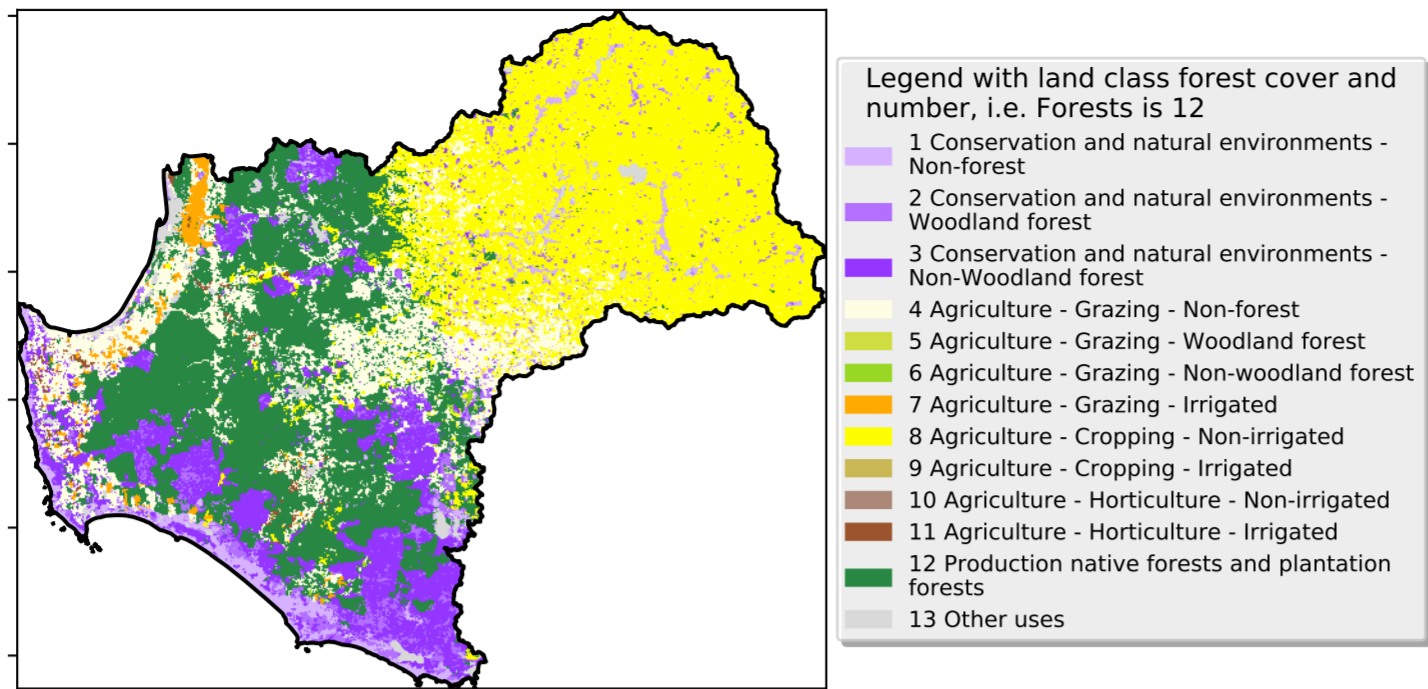 Legend with land class forest cover and
number, i.e. Forests is 12
1 Conservation and natural environments -
Non-forest
2 Conservation and natural environments -
Woodland forest
3 Conservation and natural environments -
Non-Woodland forest
4 Agriculture - Grazing - Non-forest
5 Agriculture - Grazing - Woodland forest
6 Agriculture - Grazing - Non-woodland forest
7 Agriculture - Grazing - Irrigated
8 Agriculture - Cropping - Non-irrigated
9 Agriculture - Cropping - Irrigated
10 Agriculture - Horticulture - Non-irrigated
11 Agriculture - Horticulture - Irrigated
12 Production native forests and plantation
forests
13 Other uses